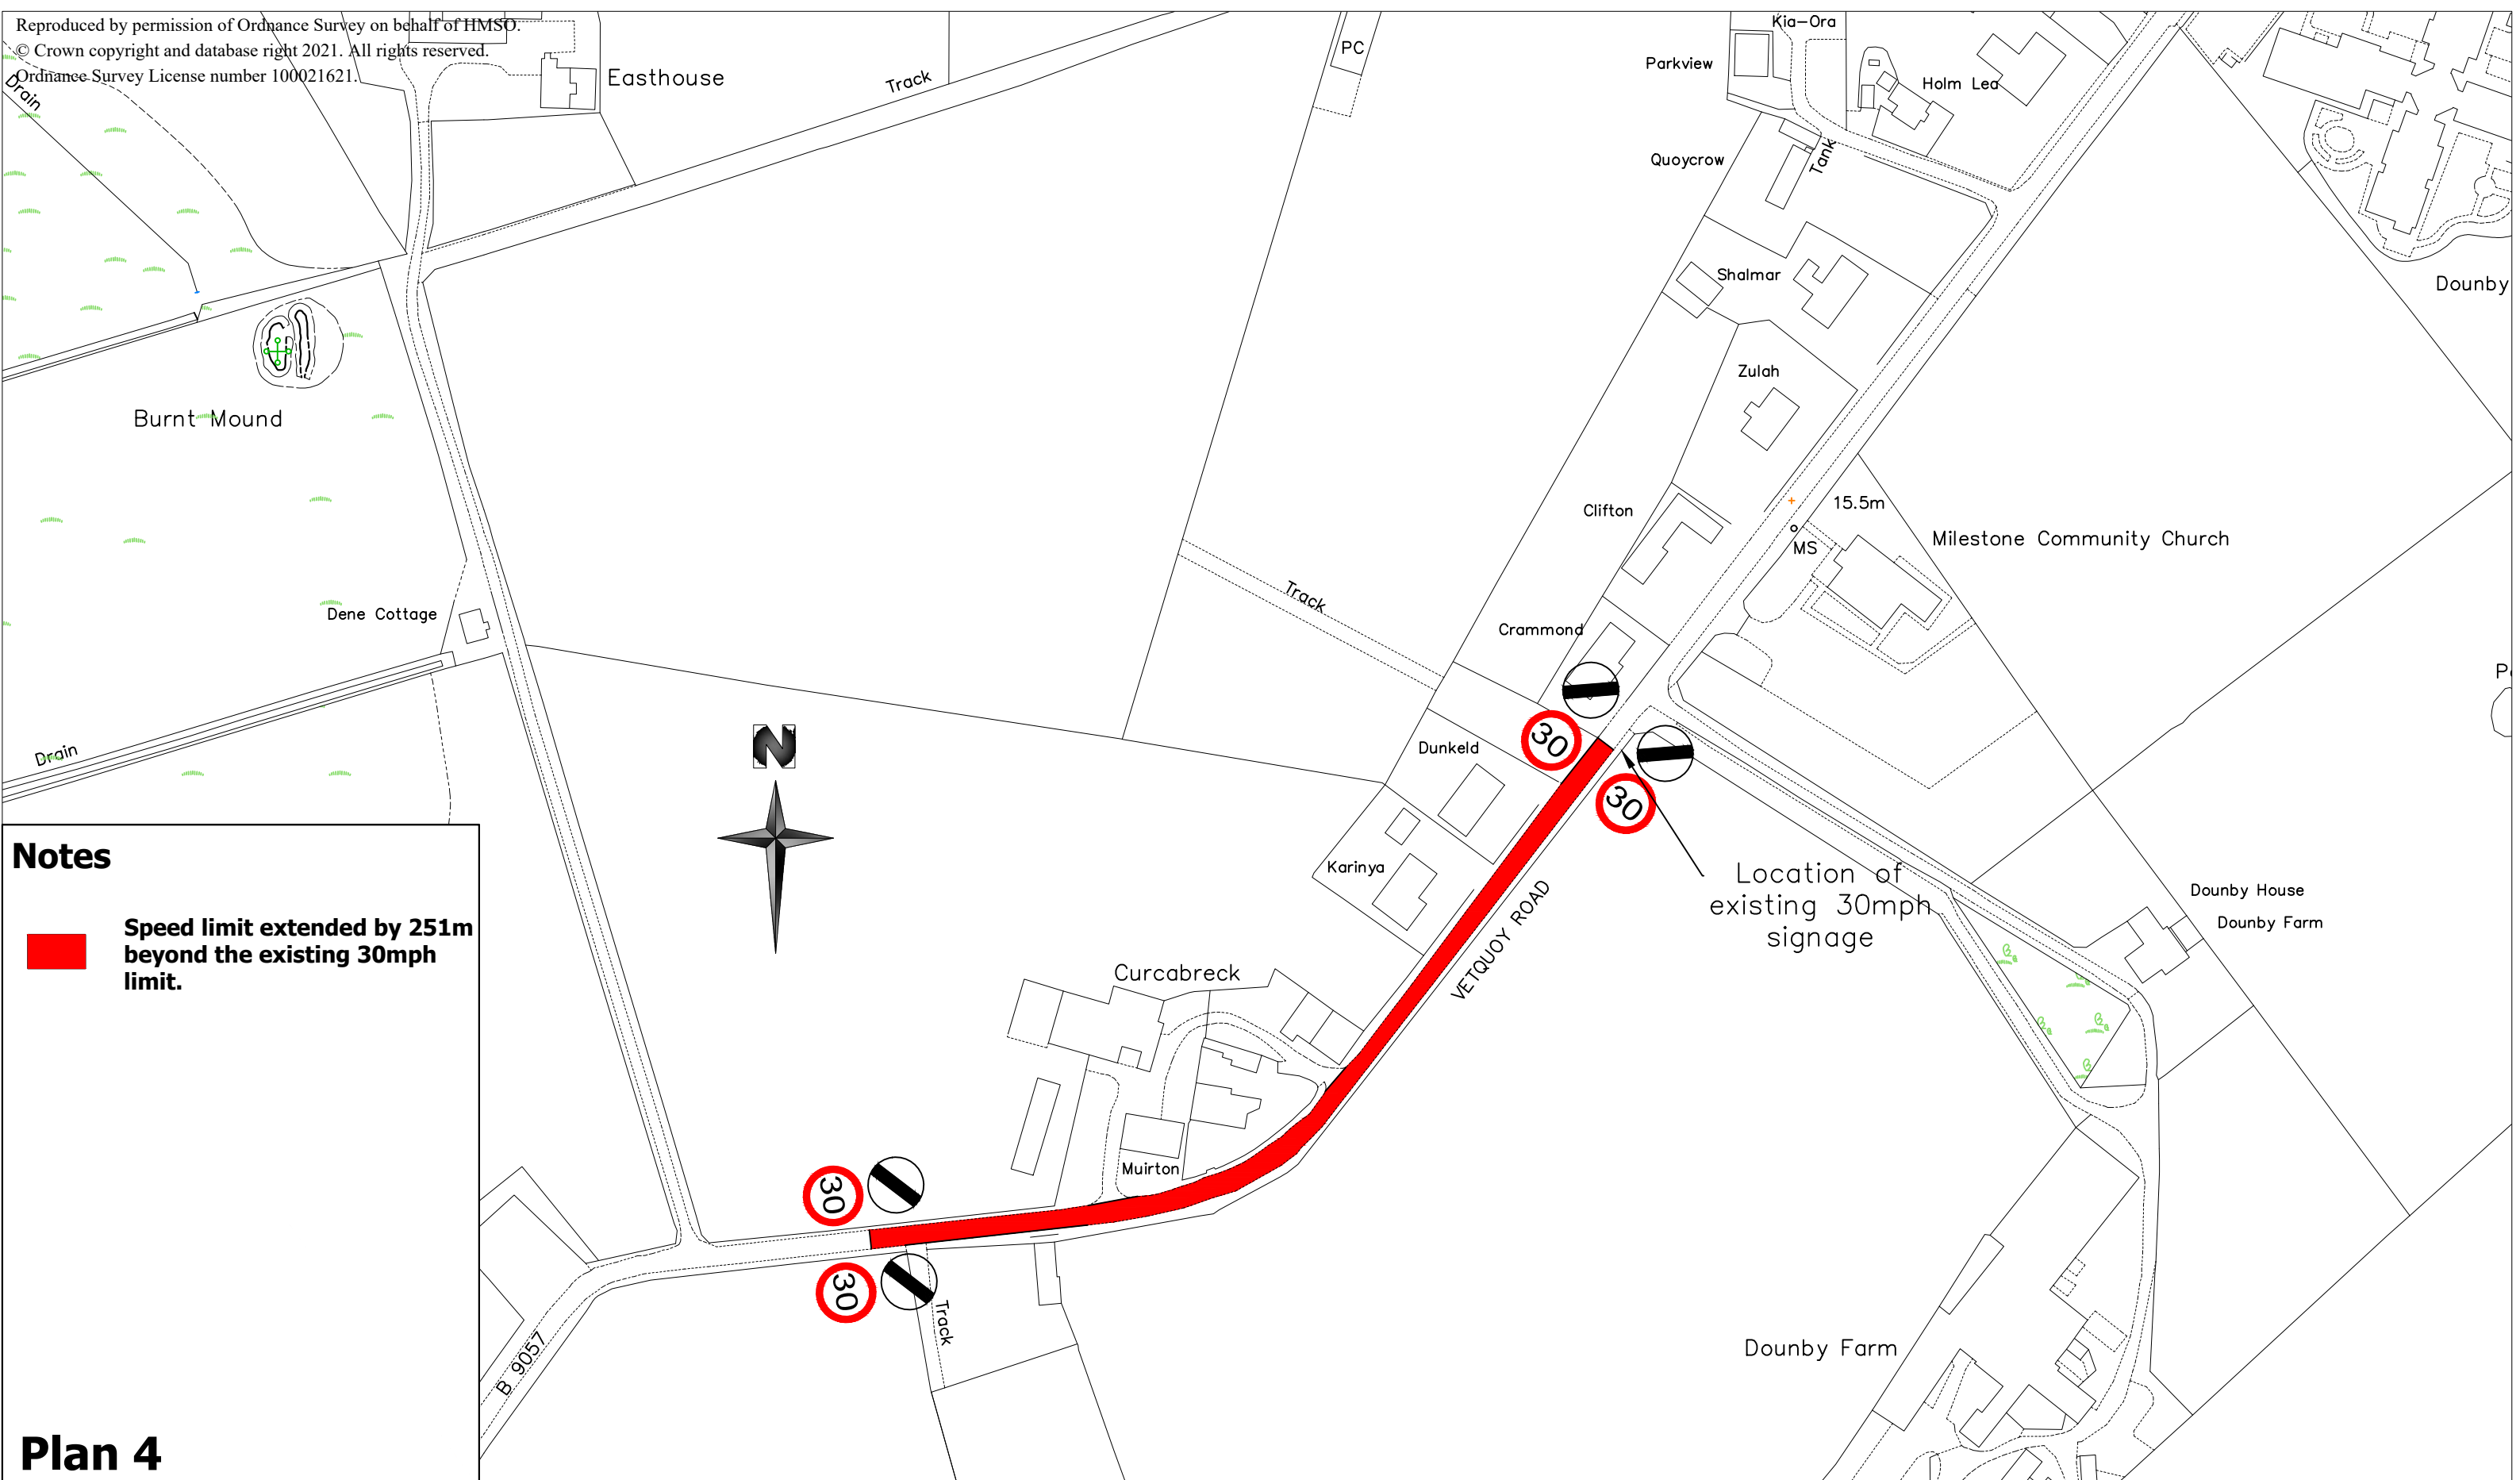 Reproduced by permission of Ordnance Survey on behalf of HMSO.
© Crown copyright and database right 2021. All rights reserved.
Ordnance Survey License number 100021621.
Drain
Easthouse
Track
PC
Kia-Ora
Parkview
Holm Lea
Quoycrow
Tank
Shalmar
Dounby
Zulah
Burnt Mound
Clifton
15.5m
MS
Milestone Community Church
Track
Dene Cottage
Crammond
Drain
N
30
Dunkeld
30
Karinya
Location of
existing 30mph
signage
VETQUOY ROAD
Dounby House
Dounby Farm
Curcabreck
Muirton
30
30
Track
B 9057
Dounby Farm
Notes
Speed limit extended by 251m
beyond the existing 30mph
limit.
Plan 4